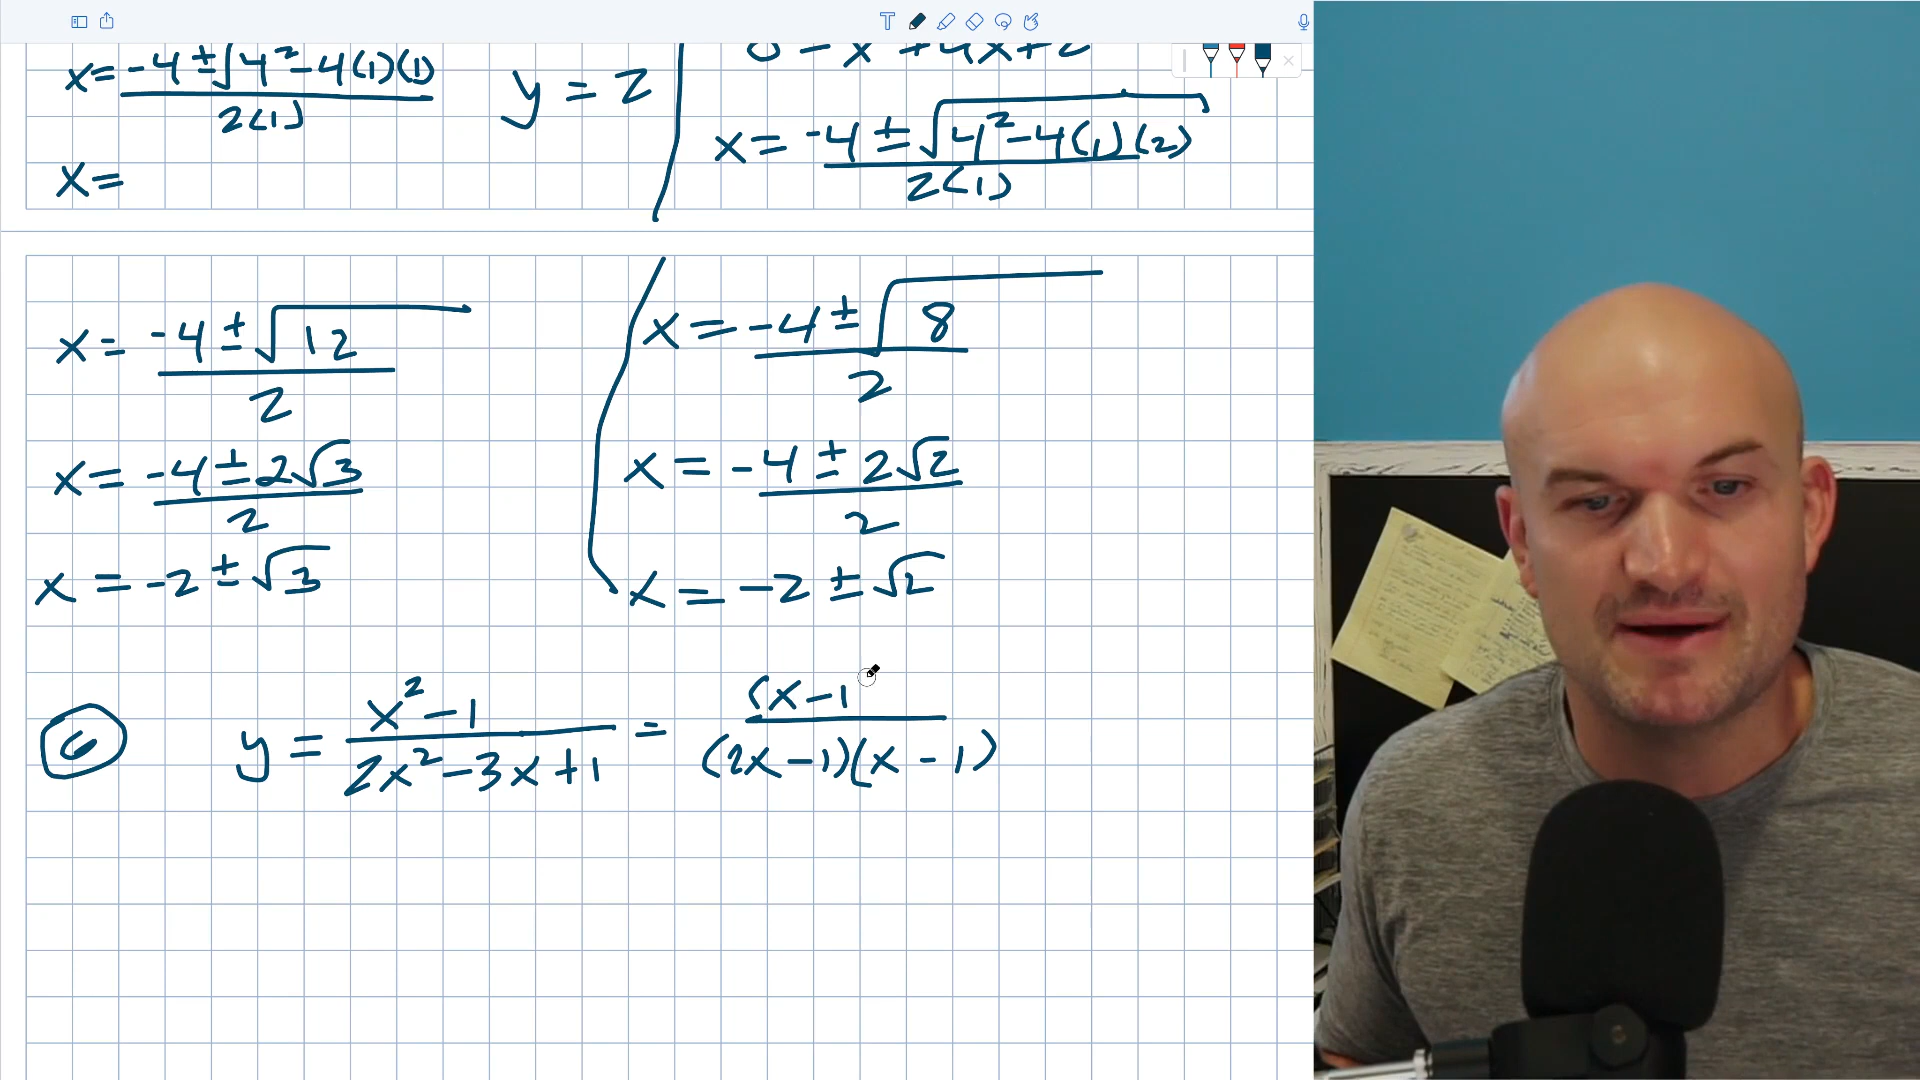 x = (-4 ± √(4² - 4(1)(1))) / 2(1)
y = 2
x =
x = (-4 ± √(4² - 4(1)(2))) / 2(1)
x = (-4 ± √12) / 2
x = (-4 ± 2√3) / 2
x = -2 ± √3
x = (-4 ± √8) / 2
x = (-4 ± 2√2) / 2
x = -2 ± √2
6 y = (x² - 1) / (2x² - 3x + 1) = (x - 1 / (2x - 1)(x - 1)